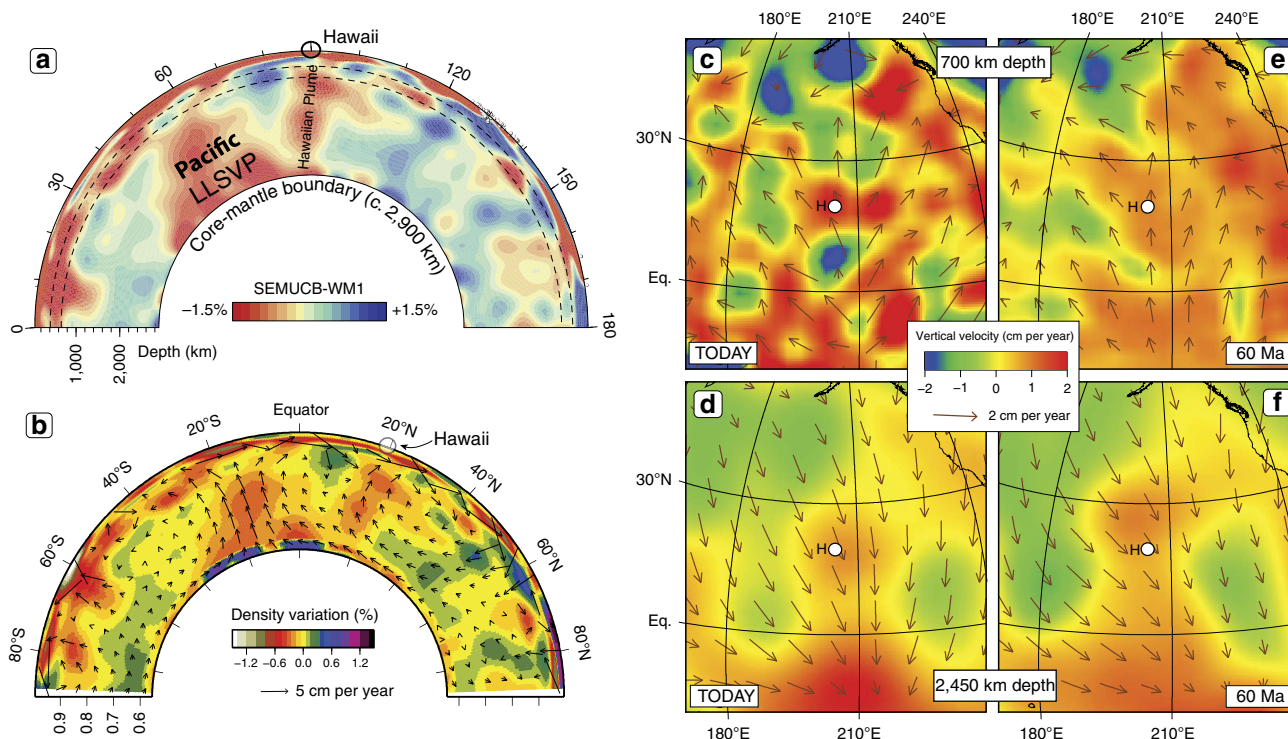 a
Hawaii
60
120
30
150
0
180
Hawaiian Plume
Pacific
LLSVP
Core-mantle boundary (c. 2,900 km)
SEMUCB-WM1
−1.5%
+1.5%
Depth (km)
1,000
2,000
b
Equator
20°S
20°N
Hawaii
40°S
40°N
60°S
60°N
80°S
80°N
Density variation (%)
−1.2 −0.6 0.0 0.6 1.2
5 cm per year
0.9 0.8 0.7 0.6
180°E 210°E 240°E 180°E 210°E 240°E
c
700 km depth
e
30°N
H
H
Eq.
TODAY
60 Ma
Vertical velocity (cm per year)
−2 −1 0 1 2
2 cm per year
d
f
30°N
H
H
Eq.
TODAY
2,450 km depth
60 Ma
180°E 210°E 180°E 210°E